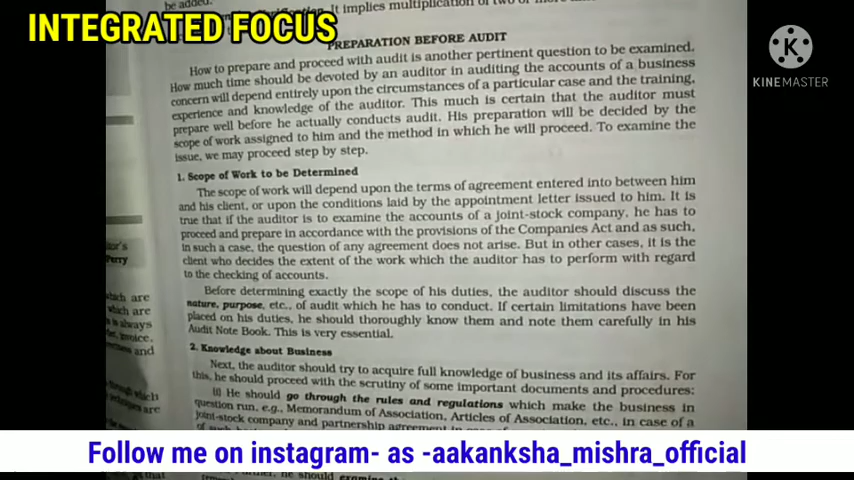 be added.
It implies multiplication of two or more
INTEGRATED FOCUS
K
KINEMASTER
PREPARATION BEFORE AUDIT
How to prepare and proceed with audit is another pertinent question to be examined.
How much time should be devoted by an auditor in auditing the accounts of a business
concern will depend entirely upon the circumstances of a particular case and the training,
experience and knowledge of the auditor. This much is certain that the auditor must
prepare well before he actually conducts audit. His preparation will be decided by the
scope of work assigned to him and the method in which he will proceed. To examine the
issue, we may proceed step by step.
1. Scope of Work to be Determined
The scope of work will depend upon the terms of agreement entered into between him
and his client, or upon the conditions laid by the appointment letter issued to him. It is
true that if the auditor is to examine the accounts of a joint-stock company, he has to
proceed and prepare in accordance with the provisions of the Companies Act and as such,
in such a case, the question of any agreement does not arise. But in other cases, it is the
client who decides the extent of the work which the auditor has to perform with regard
to the checking of accounts.
Before determining exactly the scope of his duties, the auditor should discuss the
nature, purpose, etc., of audit which he has to conduct. If certain limitations have been
placed on his duties, he should thoroughly know them and note them carefully in his
Audit Note Book. This is very essential.
2. Knowledge about Business
Next, the auditor should try to acquire full knowledge of business and its affairs. For
this, he should proceed with the scrutiny of some important documents and procedures:
(i) He should go through the rules and regulations which make the business in
question run, e.g., Memorandum of Association, Articles of Association, etc., in case of a
joint-stock company and partnership agreement
Follow me on instagram- as -aakanksha_mishra_official